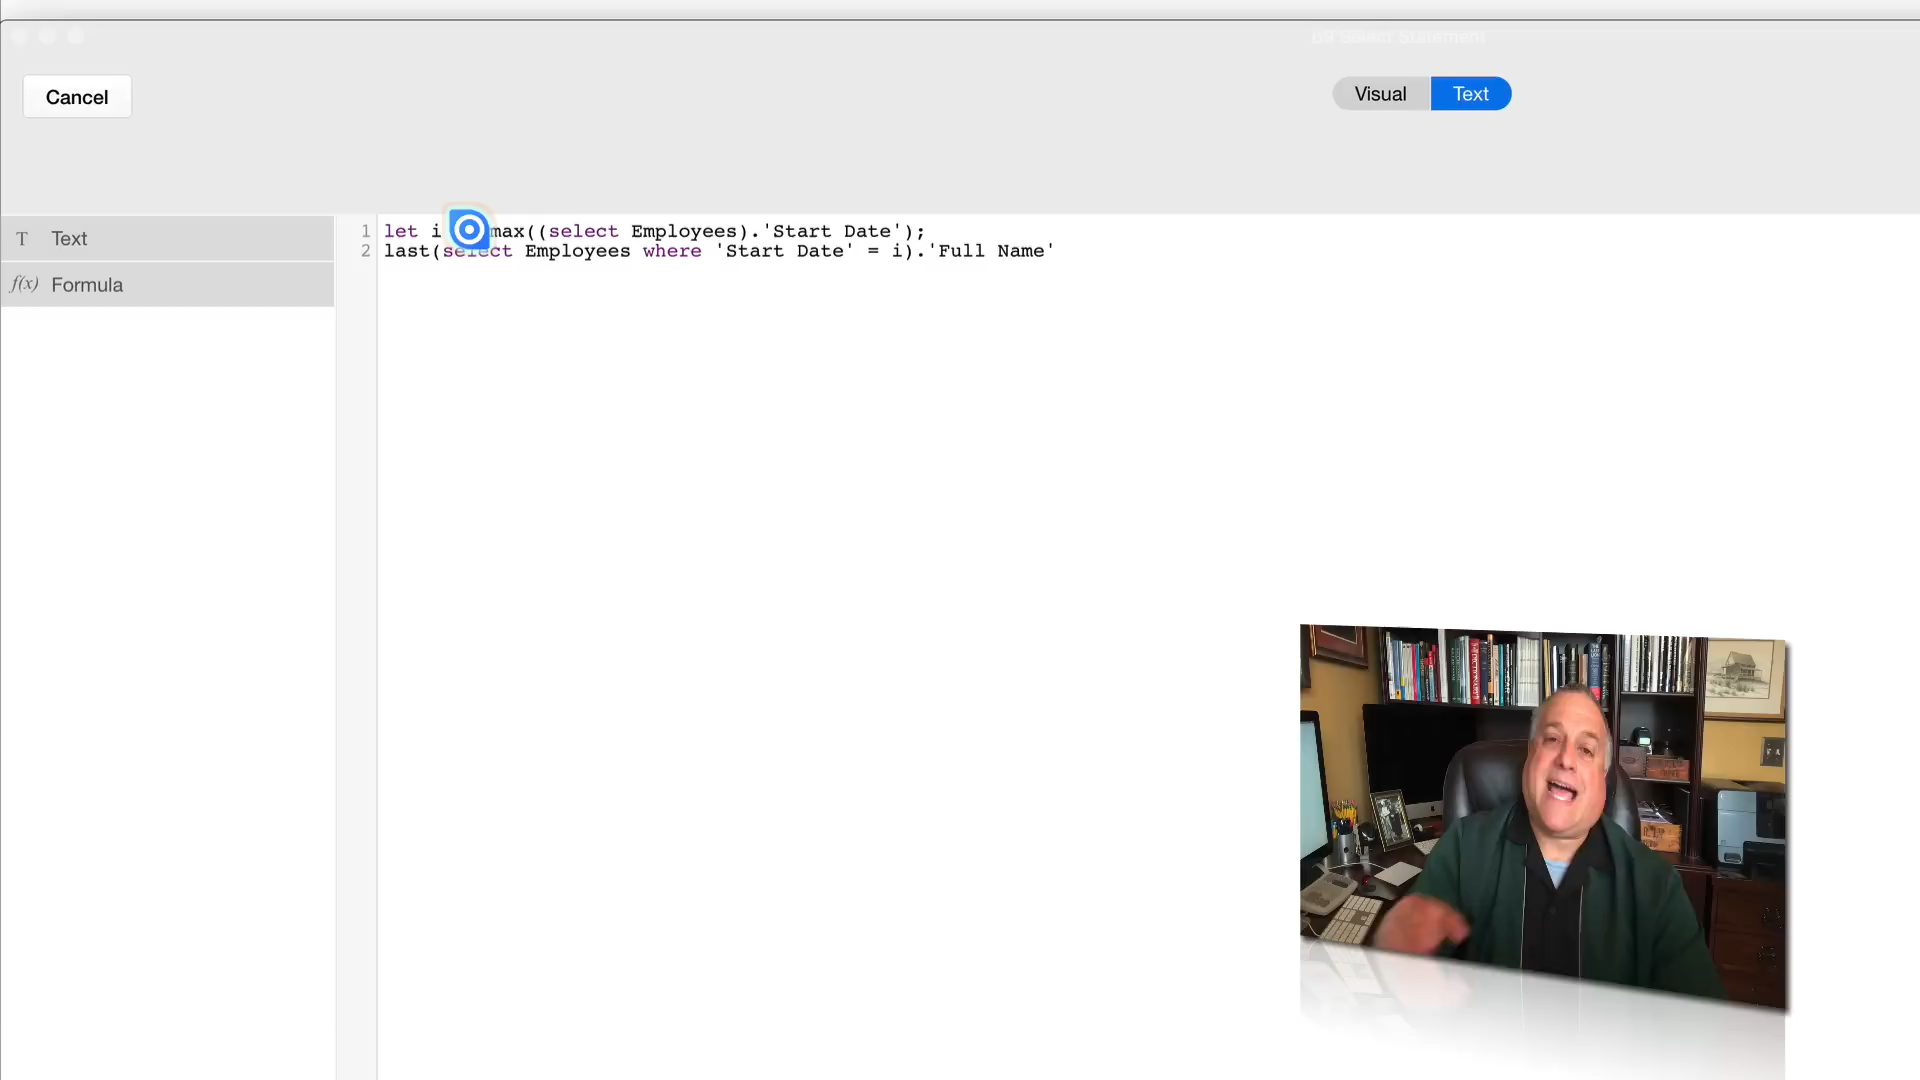 Cancel
Visual
Text
T Text
f(x) Formula
1 let i max((select Employees).'Start Date');
2 last(select Employees where 'Start Date' = i).'Full Name'